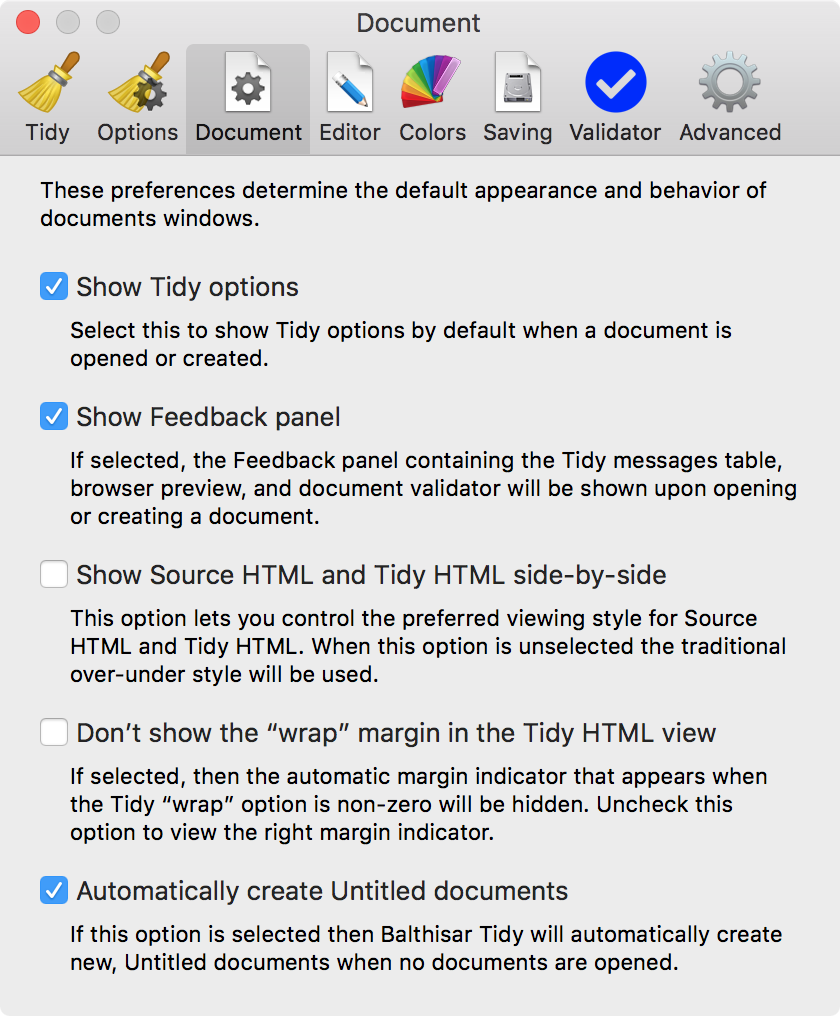 Document
Tidy Options Document Editor Colors Saving Validator Advanced
These preferences determine the default appearance and behavior of
documents windows.
Show Tidy options
Select this to show Tidy options by default when a document is
opened or created.
Show Feedback panel
If selected, the Feedback panel containing the Tidy messages table,
browser preview, and document validator will be shown upon opening
or creating a document.
Show Source HTML and Tidy HTML side-by-side
This option lets you control the preferred viewing style for Source
HTML and Tidy HTML. When this option is unselected the traditional
over-under style will be used.
Don’t show the “wrap” margin in the Tidy HTML view
If selected, then the automatic margin indicator that appears when
the Tidy “wrap” option is non-zero will be hidden. Uncheck this
option to view the right margin indicator.
Automatically create Untitled documents
If this option is selected then Balthisar Tidy will automatically create
new, Untitled documents when no documents are opened.